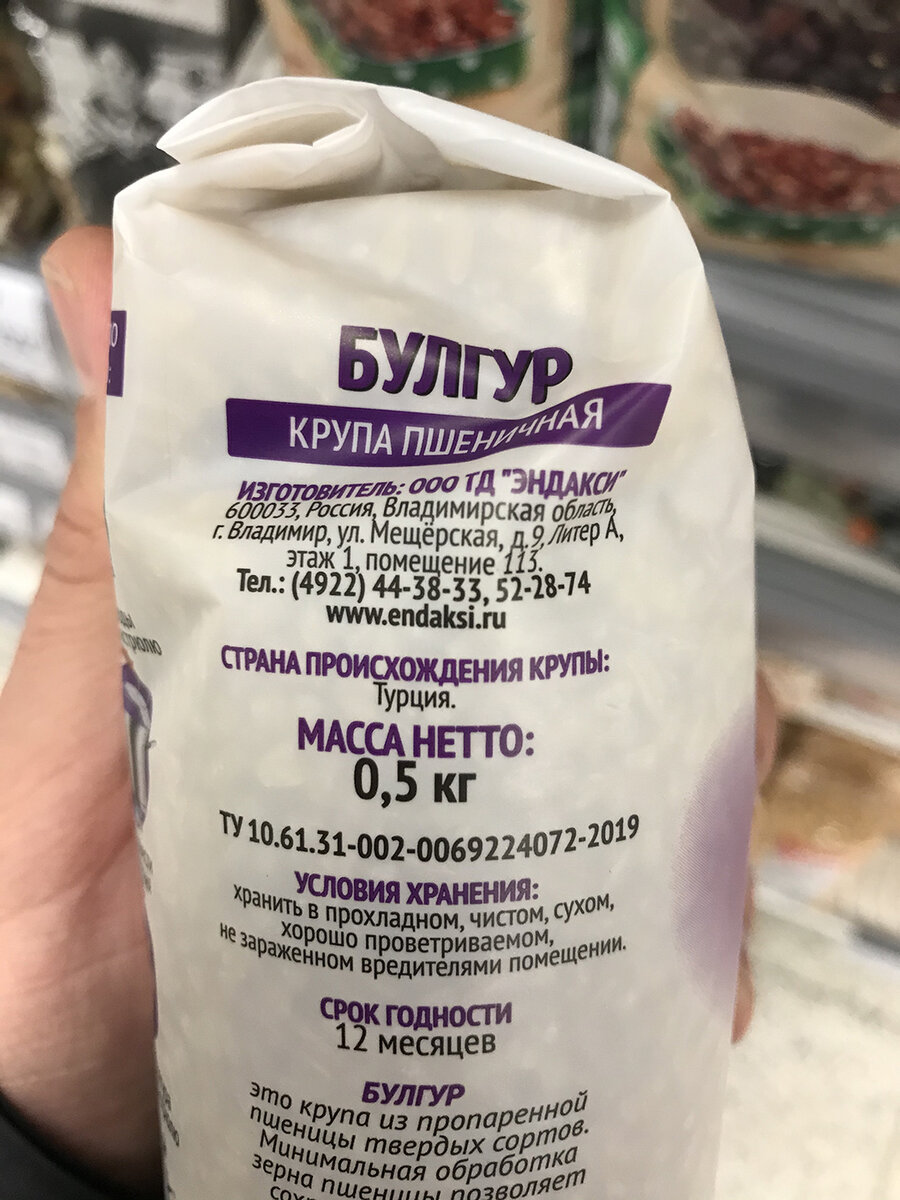 БУЛГУР
КРУПА ПШЕНИЧНАЯ
ИЗГОТОВИТЕЛЬ: ООО ТД "ЭНДАКСИ"
600033, Россия, Владимирская область,
г. Владимир, ул. Мещёрская, д.9, Литер А,
этаж 1, помещение 113.
Тел.: (4922) 44-38-33, 52-28-74
www.endaksi.ru
СТРАНА ПРОИСХОЖДЕНИЯ КРУПЫ:
Турция.
МАССА НЕТТО:
0,5 кг
ТУ 10.61.31-002-0069224072-2019
УСЛОВИЯ ХРАНЕНИЯ:
хранить в прохладном, чистом, сухом,
хорошо проветриваемом,
не зараженном вредителями помещении.
СРОК ГОДНОСТИ
12 месяцев
БУЛГУР
это крупа из пропаренной
пшеницы твердых сортов.
Минимальная обработка
зерна пшеницы позволяет